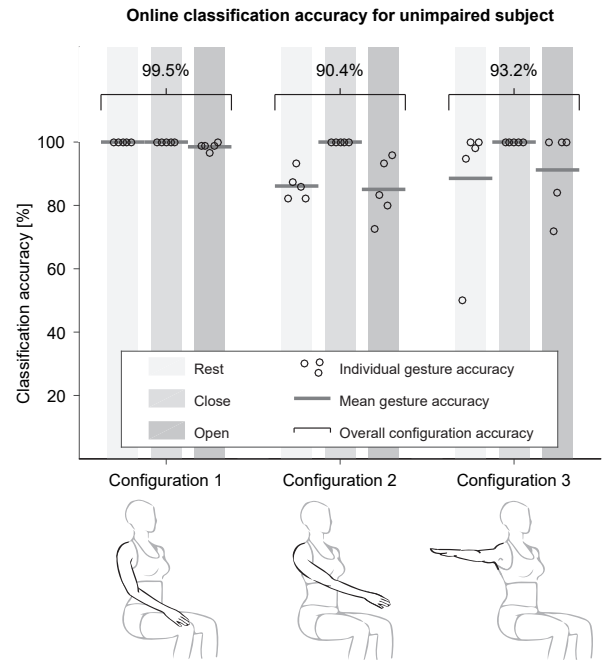 Online classification accuracy for unimpaired subject
99.5% 90.4% 93.2%
Classification accuracy [%]
100
80
60
40
20
Rest Individual gesture accuracy
Close Mean gesture accuracy
Open Overall configuration accuracy
Configuration 1 Configuration 2 Configuration 3